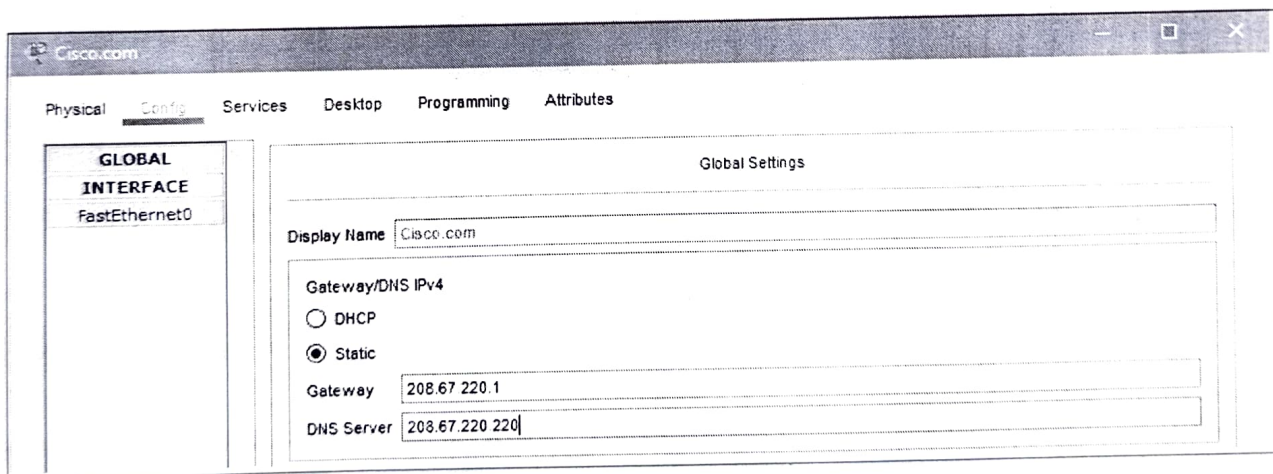 Cisco.com
Physical Config Services Desktop Programming Attributes
GLOBAL
INTERFACE
FastEthernet0
Global Settings
Display Name Cisco.com
Gateway/DNS IPv4
DHCP
Static
Gateway 208.67.220.1
DNS Server 208.67.220.220